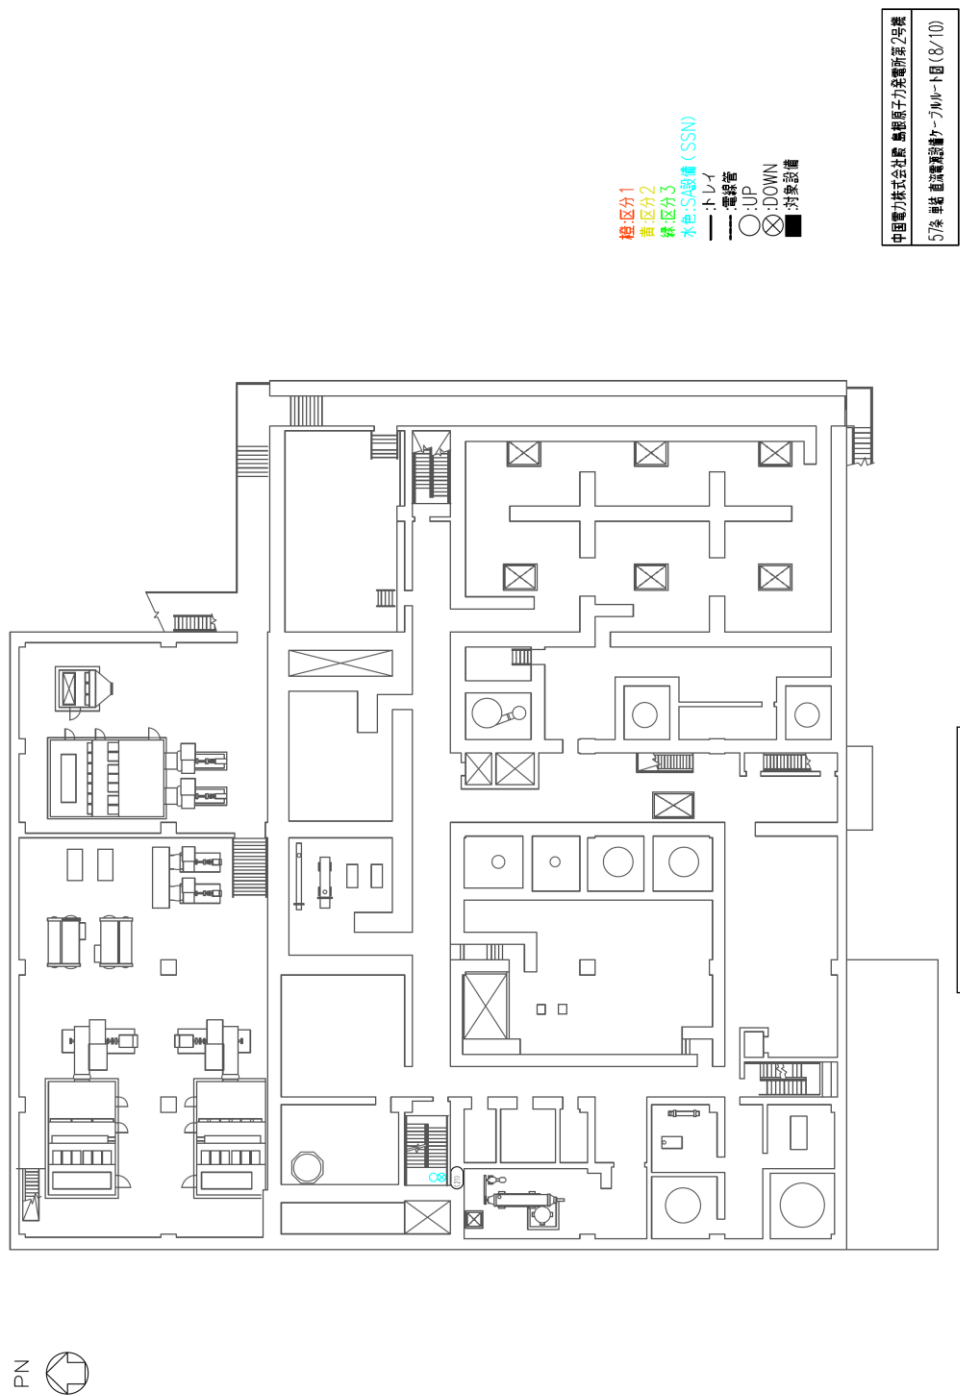 橙:区分1
黄:区分2
緑:区分3
水色:SA設備(SSN)
:トレイ
:電線管
:UP
:DOWN
:対象設備
中国電力株式会社殿 島根原子力発電所第2号機
57条 単結 直流電源設備ケーブルルート図(8/10)
PN